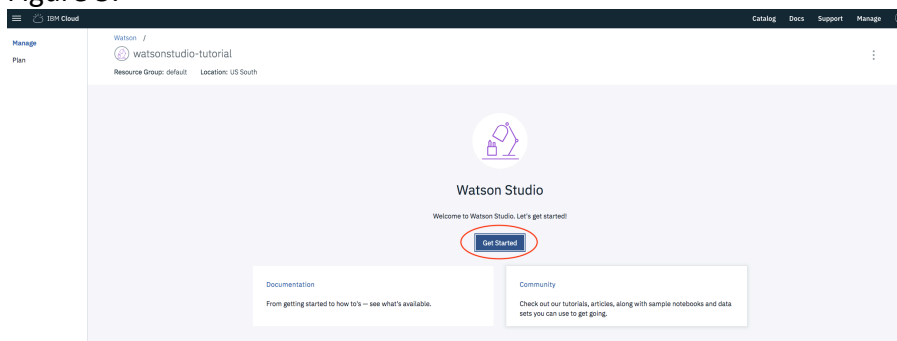 IBM Cloud
Catalog Docs Support Manage
Manage
Plan
Watson /
watsonstudio-tutorial
Resource Group: default Location: US South
Watson Studio
Welcome to Watson Studio. Let's get started!
Get Started
Documentation
From getting started to how to's — see what's available.
Community
Check out our tutorials, articles, along with sample notebooks and data
sets you can use to get going.